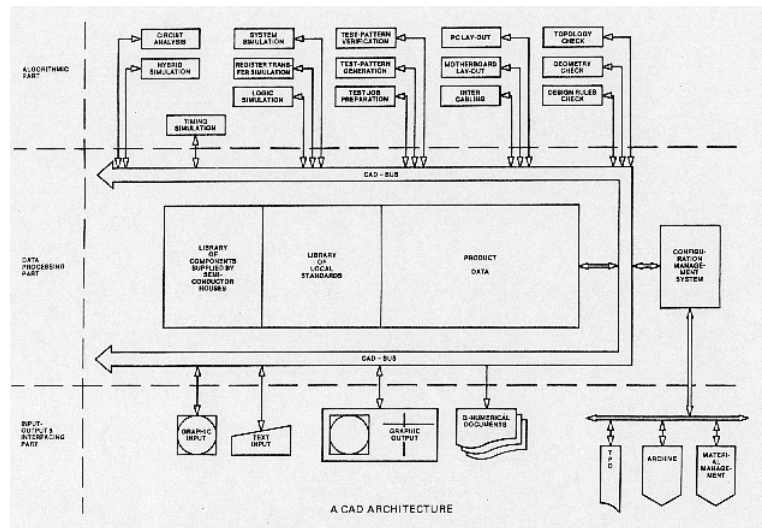 ALGORITHMIC
PART
CIRCUIT
ANALYSIS
HYBRID
SIMULATION
TIMING
SIMULATION
SYSTEM
SIMULATION
REGISTER TRANS-
FER SIMULATION
LOGIC
SIMULATION
TEST-PATTERN
VERIFICATION
TEST-PATTERN
GENERATION
TEST JOB
PREPARATION
PC LAY-OUT
MOTHERBOARD
LAY-OUT
INTER
CABLING
TOPOLOGY
CHECK
GEOMETRY
CHECK
DESIGN RULES
CHECK
CAD - BUS
DATA
PROCESSING
PART
LIBRARY
OF
COMPONENTS
SUPPLIED BY
SEMI-
CONDUCTOR
HOUSES
LIBRARY
OF
LOCAL
STANDARDS
PRODUCT
DATA
CONFIGU-
RATION
MANAGE-
MENT
SYSTEM
CAD - BUS
INPUT-
OUTPUT &
INTERFACING
PART
GRAPHIC
INPUT
TEXT
INPUT
GRAPHIC
OUTPUT
-NUMERICAL
DOCUMENTS
T
P
D
ARCHIVE
MATERIAL
MANAGE-
MENT
A CAD ARCHITECTURE